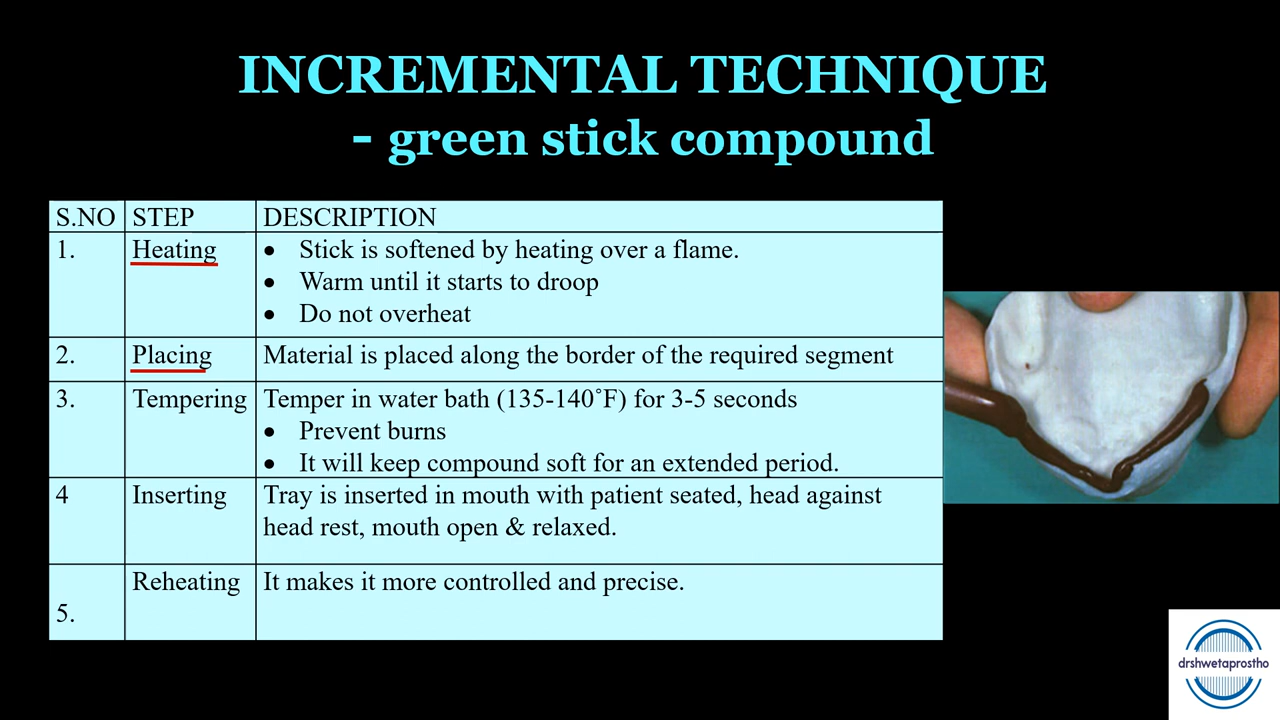 INCREMENTAL TECHNIQUE
- green stick compound
S.NO STEP DESCRIPTION
1. Heating • Stick is softened by heating over a flame.
• Warm until it starts to droop
• Do not overheat
2. Placing Material is placed along the border of the required segment
3. Tempering Temper in water bath (135-140˚F) for 3-5 seconds
• Prevent burns
• It will keep compound soft for an extended period.
4 Inserting Tray is inserted in mouth with patient seated, head against
head rest, mouth open & relaxed.
Reheating It makes it more controlled and precise.
5.
drshwetaprostho